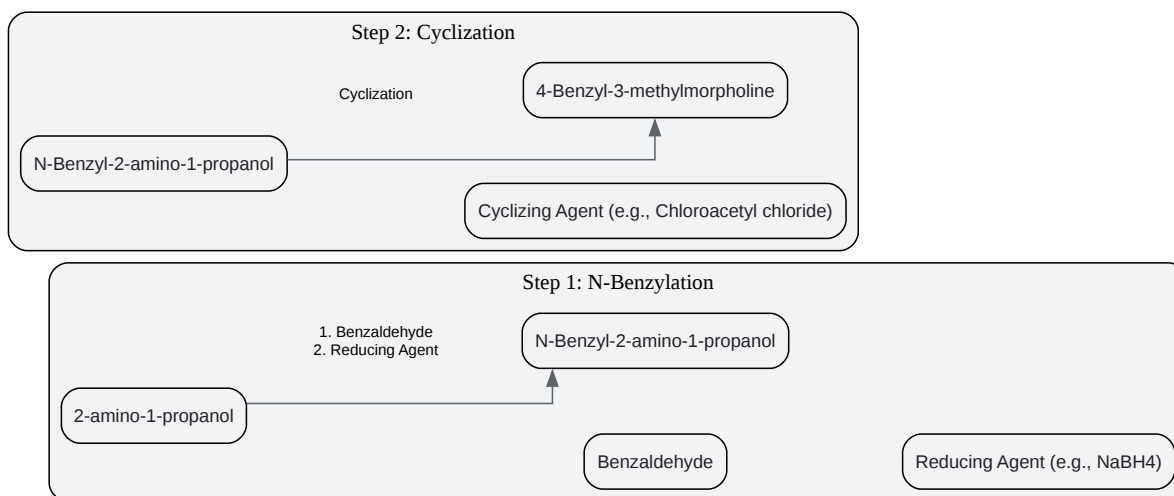 Step 2: Cyclization
Cyclization
4-Benzyl-3-methylmorpholine
N-Benzyl-2-amino-1-propanol
Cyclizing Agent (e.g., Chloroacetyl chloride)
Step 1: N-Benzylation
1. Benzaldehyde
2. Reducing Agent
N-Benzyl-2-amino-1-propanol
2-amino-1-propanol
Benzaldehyde
Reducing Agent (e.g., NaBH4)